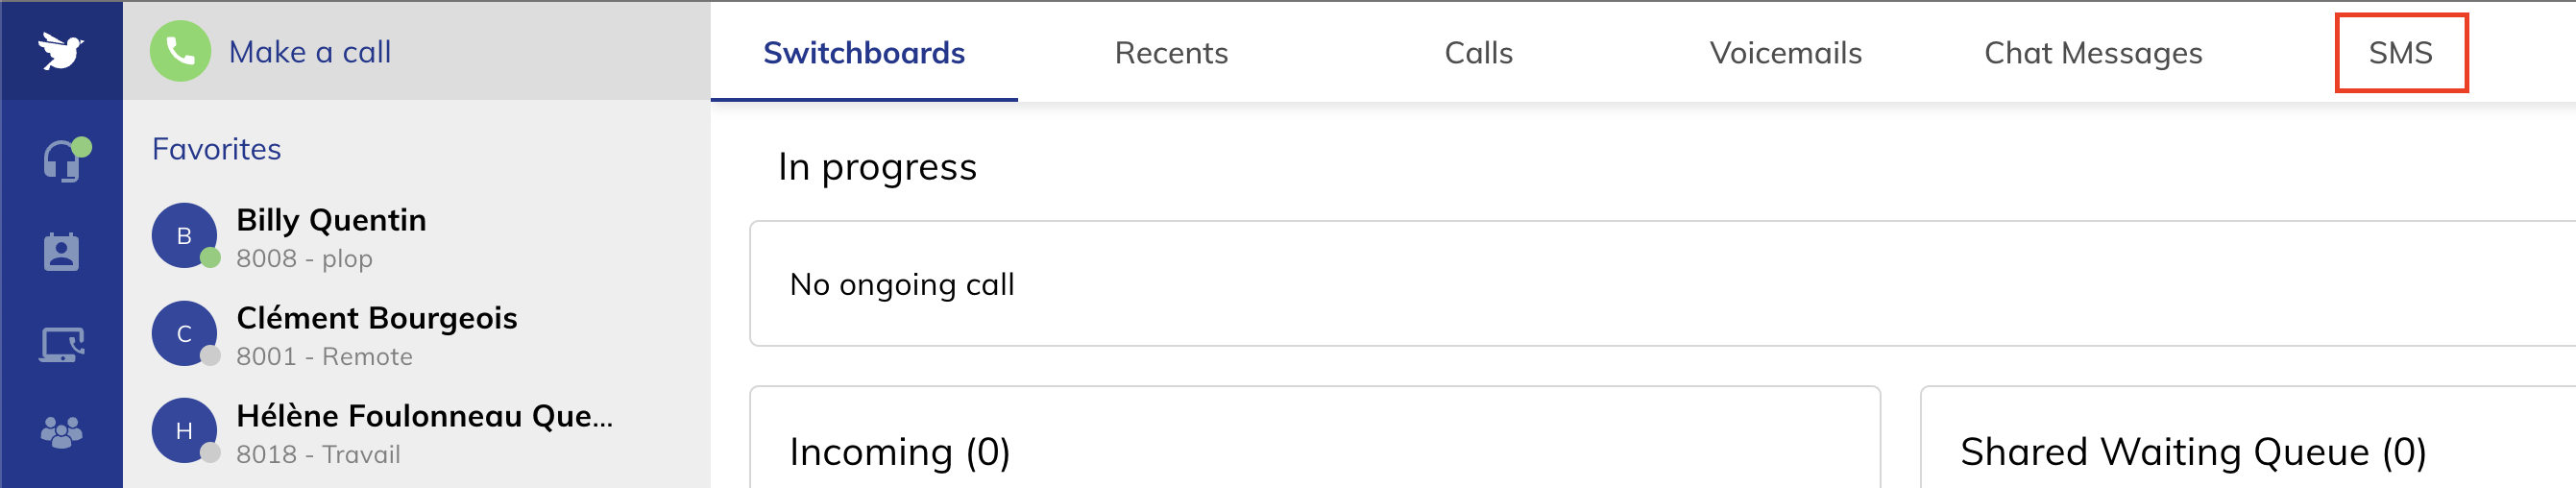 Make a call
Switchboards
Recents
Calls
Voicemails
Chat Messages
SMS
Favorites
B
Billy Quentin
8008 - plop
C
Clément Bourgeois
8001 - Remote
H
Hélène Foulonneau Que...
8018 - Travail
In progress
No ongoing call
Incoming (0)
Shared Waiting Queue (0)